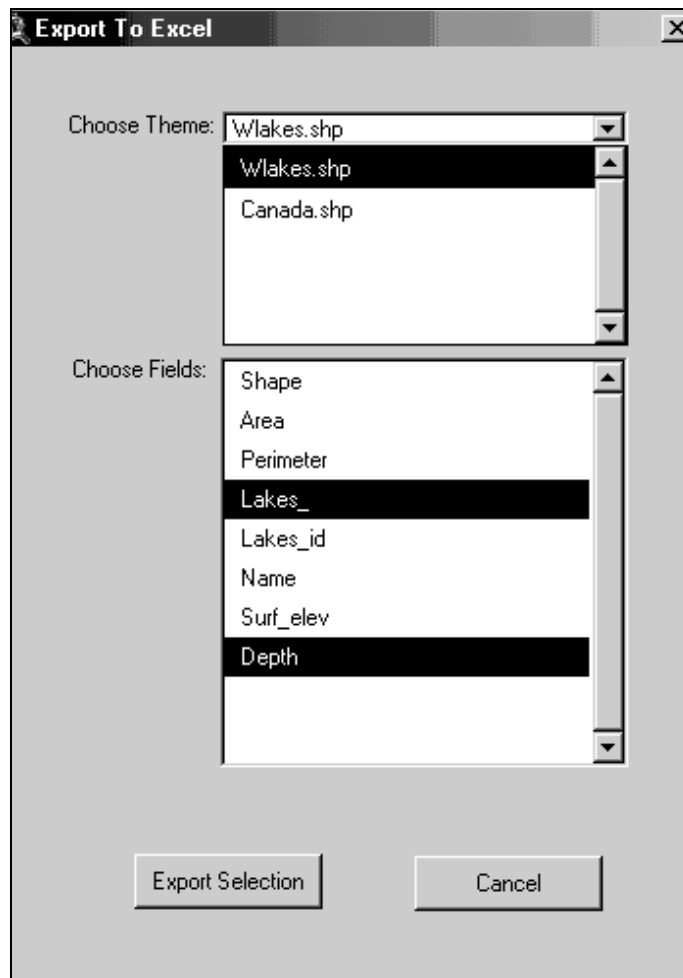 Export To Excel
Choose Theme: Wlakes.shp
Wlakes.shp
Canada.shp
Choose Fields:
Shape
Area
Perimeter
Lakes_
Lakes_id
Name
Surf_elev
Depth
Export Selection
Cancel